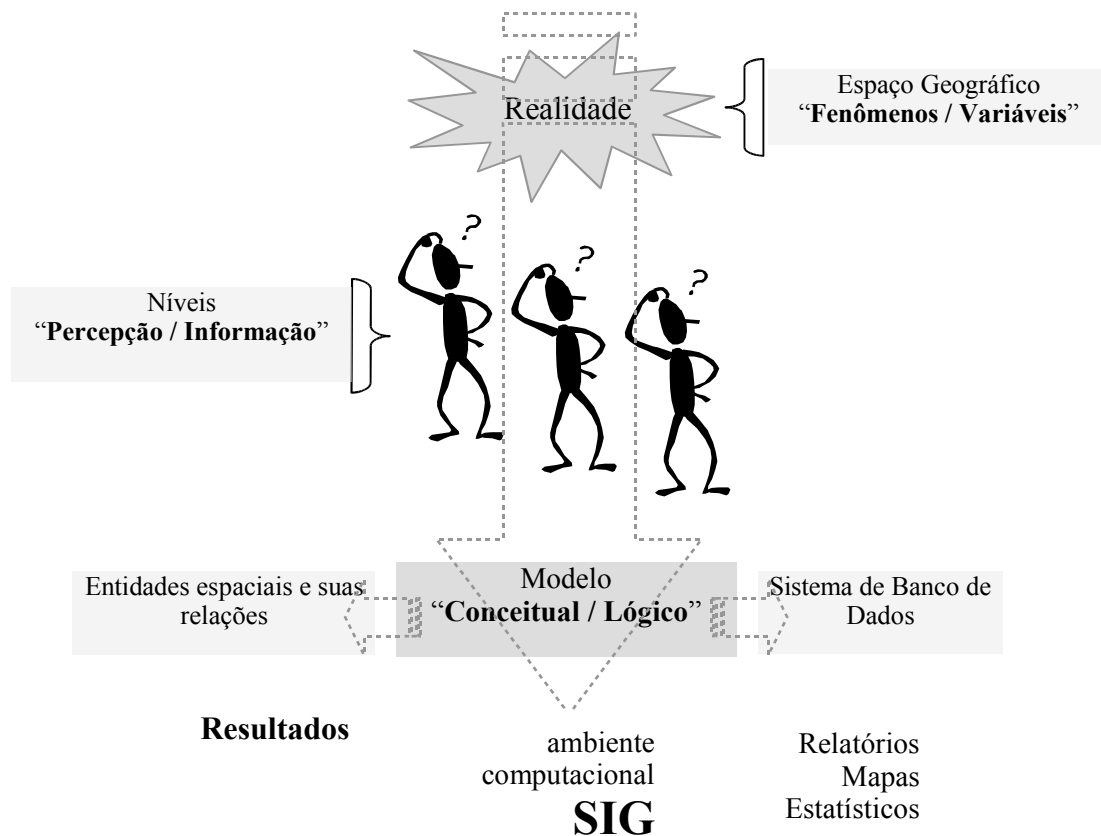 Realidade
Espaço Geográfico
“Fenômenos / Variáveis”
?
?
?
Níveis
“Percepção / Informação”
Entidades espaciais e suas
relações
Modelo
“Conceitual / Lógico”
Sistema de Banco de
Dados
Resultados
ambiente
computacional
SIG
Relatórios
Mapas
Estatísticos